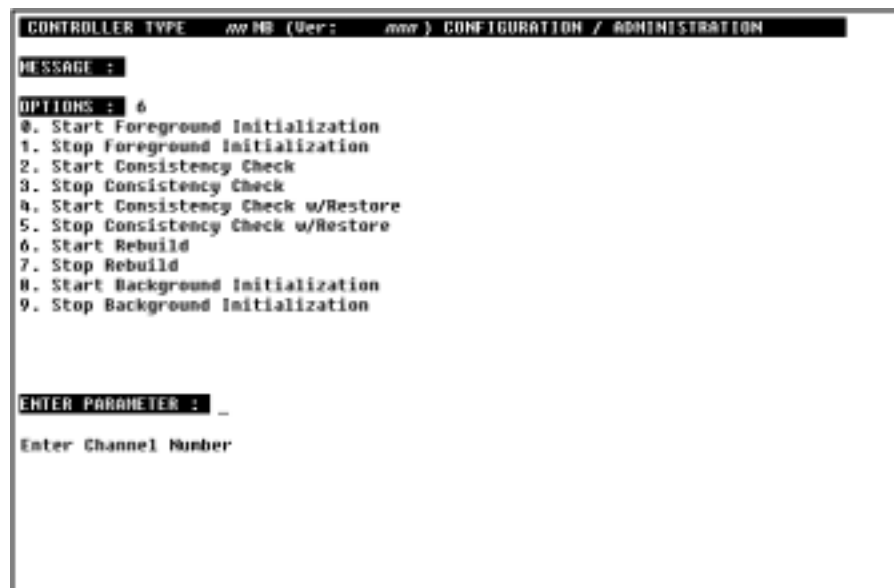 CONTROLLER TYPE nn MB (Ver: nnn) CONFIGURATION / ADMINISTRATION
MESSAGE :
OPTIONS : 6
0. Start Foreground Initialization
1. Stop Foreground Initialization
2. Start Consistency Check
3. Stop Consistency Check
4. Start Consistency Check w/Restore
5. Stop Consistency Check w/Restore
6. Start Rebuild
7. Stop Rebuild
8. Start Background Initialization
9. Stop Background Initialization
ENTER PARAMETER : _
Enter Channel Number